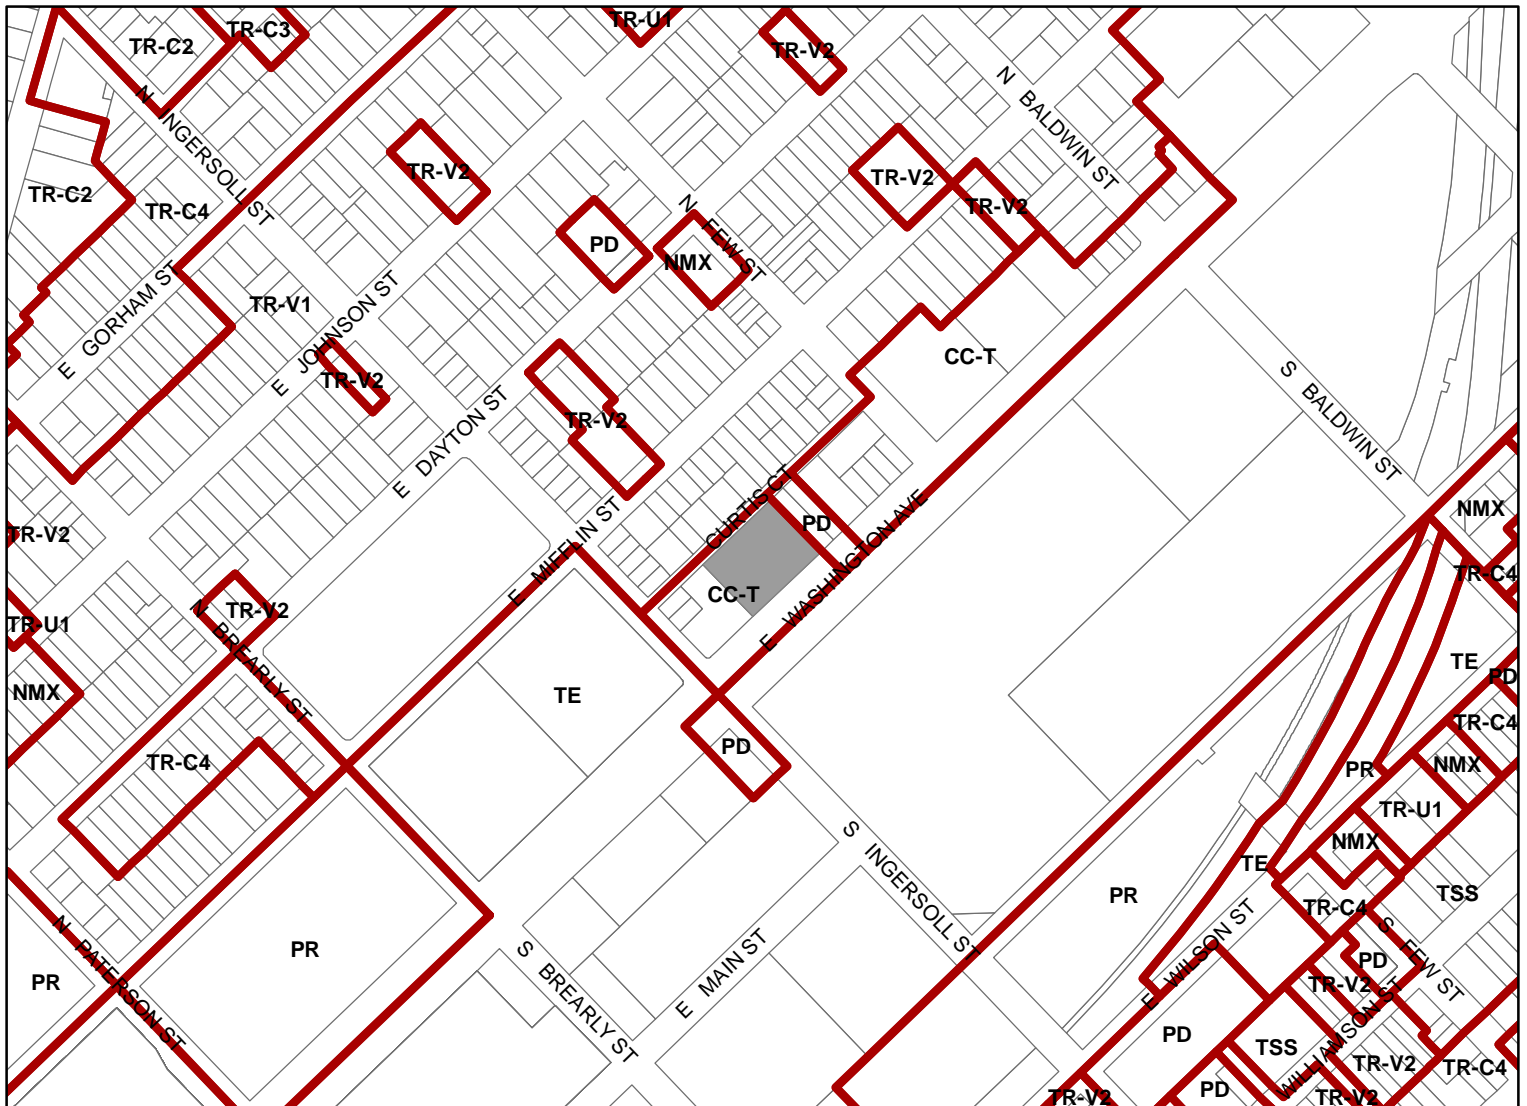 TR-U1
TR-C3
TR-C2
TR-V2
N BALDWIN ST
N INGERSOLL ST
TR-V2
TR-V2
TR-C2
TR-C4
TR-V2
N FEW ST
PD
NMX
E GORHAM ST
TR-V1
E JOHNSON ST
CC-T
TR-V2
S BALDWIN ST
E DAYTON ST
TR-V2
CURTIS CT
NMX
PD
TR-V2
E MIFFLIN ST
E WASHINGTON AVE
TR-C4
CC-T
TR-V2
TR-U1
N BREARLY ST
TE
PD
NMX
TE
TR-C4
PD
TR-C4
PR
NMX
TR-U1
NMX
S INGERSOLL ST
TE
PR
TSS
TR-C4
E WILSON ST
S FEW ST
N PATERSON ST
PR
S BREARLY ST
E MAIN ST
PD
PR
TR-V2
WILLIAMSON ST
PD
TSS
TR-V2
TR-C4
PD
TR-V2
TR-V2